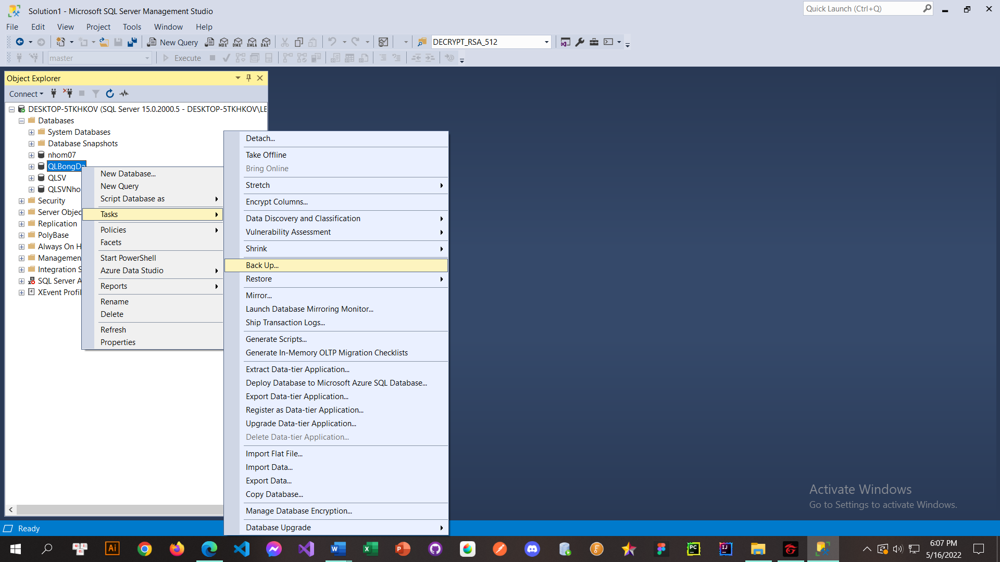 Solution1 - Microsoft SQL Server Management Studio
Quick Launch (Ctrl+Q)
File Edit View Project Tools Window Help
New Query MDX DMX XMLA DAX DECRYPT_RSA_512
master Execute
Object Explorer
Connect
DESKTOP-5TKHKOV (SQL Server 15.0.2000.5 - DESKTOP-5TKHKOV\LE
Databases
System Databases
Database Snapshots
nhom07
QLBongDa
QLSV
QLSVNho
Security
Server Objec
Replication
PolyBase
Always On H
Managemen
Integration S
SQL Server A
XEvent Profil
New Database...
New Query
Script Database as
Tasks
Policies
Facets
Start PowerShell
Azure Data Studio
Reports
Rename
Delete
Refresh
Properties
Detach...
Take Offline
Bring Online
Stretch
Encrypt Columns...
Data Discovery and Classification
Vulnerability Assessment
Shrink
Back Up...
Restore
Mirror...
Launch Database Mirroring Monitor...
Ship Transaction Logs...
Generate Scripts...
Generate In-Memory OLTP Migration Checklists
Extract Data-tier Application...
Deploy Database to Microsoft Azure SQL Database...
Export Data-tier Application...
Register as Data-tier Application...
Upgrade Data-tier Application...
Delete Data-tier Application...
Import Flat File...
Import Data...
Export Data...
Copy Database...
Manage Database Encryption...
Database Upgrade
Activate Windows
Go to Settings to activate Windows.
Ready
Ai
PC
IJ
6:07 PM
5/16/2022